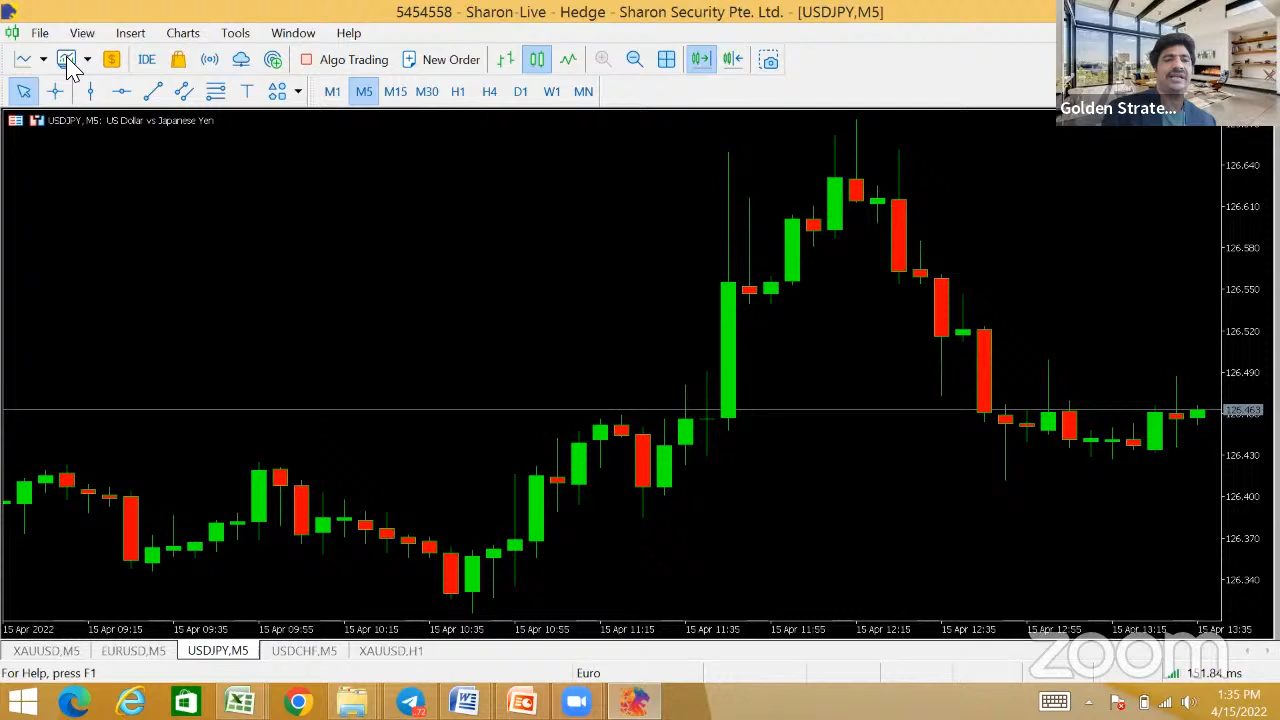 5454558 - Sharon-Live - Hedge - Sharon Security Pte. Ltd. - [USDJPY,M5]
File View Insert Charts Tools Window Help
IDE Algo Trading New Order
T M1 M5 M15 M30 H1 H4 D1 W1 MN
Golden Strate...
USDJPY, M5: US Dollar vs Japanese Yen
126.640
126.610
126.580
126.550
126.520
126.490
126.463
126.430
126.400
126.370
126.340
15 Apr 2022 15 Apr 09:15 15 Apr 09:35 15 Apr 09:55 15 Apr 10:15 15 Apr 10:35 15 Apr 10:55 15 Apr 11:15 15 Apr 11:35 15 Apr 11:55 15 Apr 12:15 15 Apr 12:35 15 Apr 12:55 15 Apr 13:15 15 Apr 13:35
XAUUSD,M5 EURUSD,M5 USDJPY,M5 USDCHF,M5 XAUUSD,H1
zoom
For Help, press F1 Euro 151.84 ms
72
1:35 PM
4/15/2022